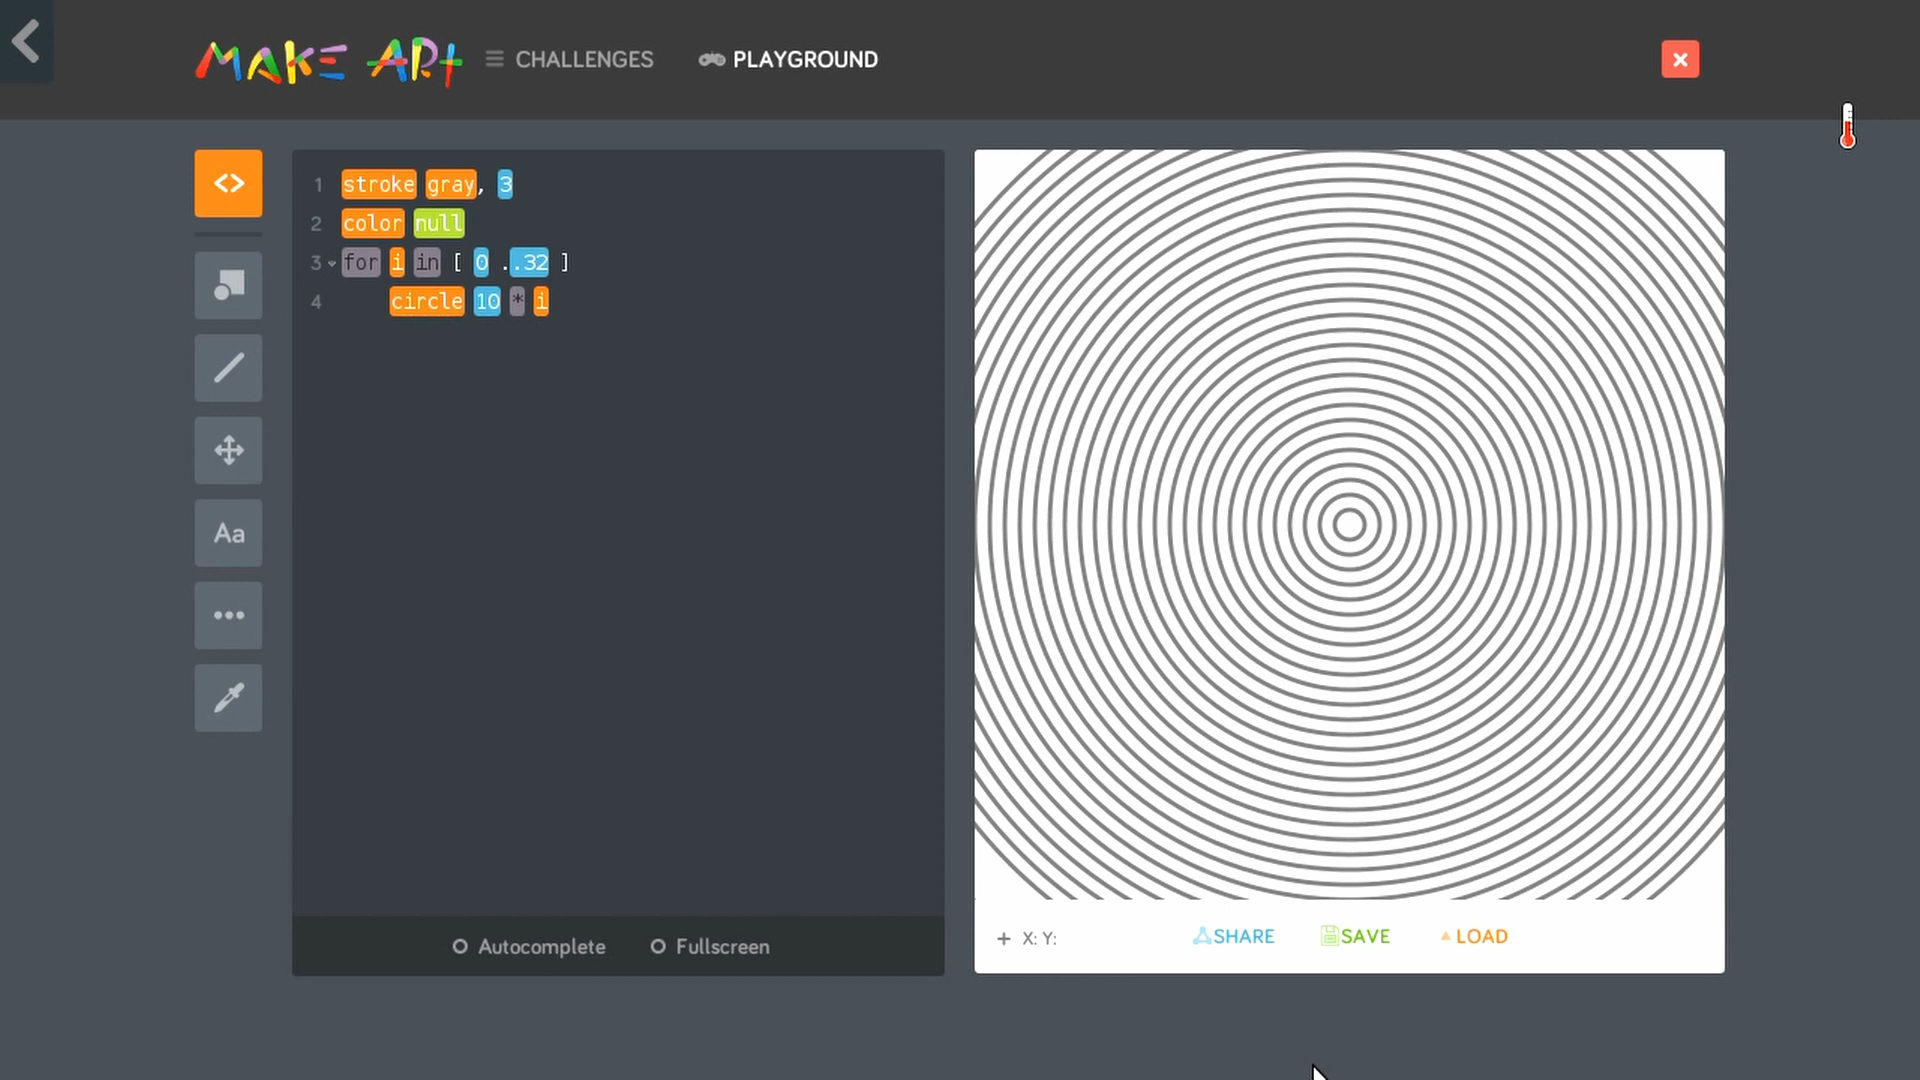 MAKE ART
CHALLENGES
PLAYGROUND
1 stroke gray, 3
2 color null
3 for i in [ 0 ..32 ]
4 circle 10 * i
Aa
Autocomplete
Fullscreen
X: Y:
SHARE
SAVE
LOAD